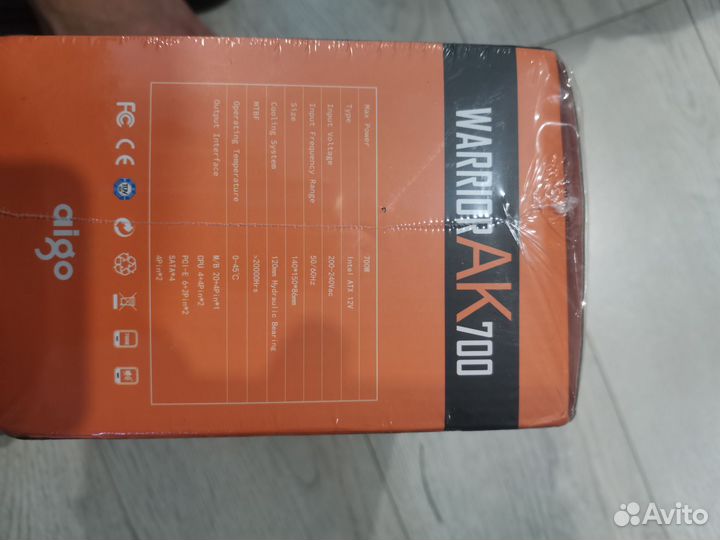 WARRIOR AK700
Max Power 700W
Type Intel ATX 12V
Input Voltage 200-240Vac
Input Frequency Range 50/60Hz
Size 140*150*86mm
Cooling System 120mm Hydraulic Bearing
MTBF >20000Hrs
Operating Temperature 0-45℃
Output Interface M/B 20+4Pin*1
CPU 4+4Pin*2
PCI-E 6+2Pin*2
SATA*4
4Pin*2
FC CE
aigo
Avito